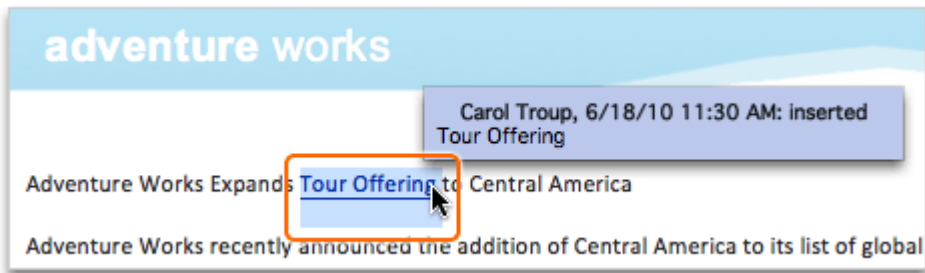 adventure works
Carol Troup, 6/18/10 11:30 AM: inserted
Tour Offering
Adventure Works Expands Tour Offering to Central America
Adventure Works recently announced the addition of Central America to its list of global